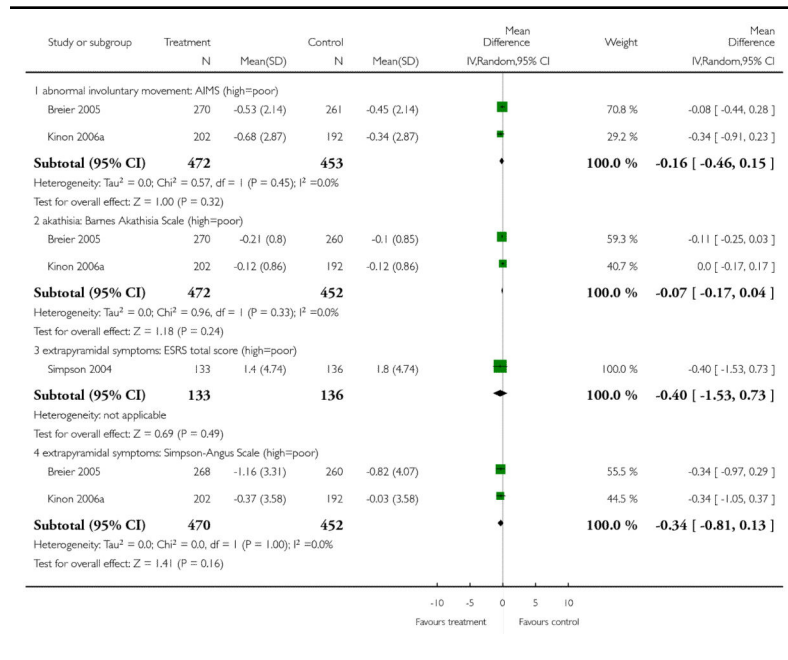 Study or subgroup Treatment Control Mean Difference Weight Mean Difference
N Mean(SD) N Mean(SD) IV,Random,95% CI IV,Random,95% CI
1 abnormal involuntary movement: AIMS (high=poor)
Breier 2005 270 -0.53 (2.14) 261 -0.45 (2.14) 70.8 % -0.08 [ -0.44, 0.28 ]
Kinon 2006a 202 -0.68 (2.87) 192 -0.34 (2.87) 29.2 % -0.34 [ -0.91, 0.23 ]
Subtotal (95% CI) 472 453 100.0 % -0.16 [ -0.46, 0.15 ]
Heterogeneity: Tau² = 0.0; Chi² = 0.57, df = 1 (P = 0.45); I² =0.0%
Test for overall effect: Z = 1.00 (P = 0.32)
2 akathisia: Barnes Akathisia Scale (high=poor)
Breier 2005 270 -0.21 (0.8) 260 -0.1 (0.85) 59.3 % -0.11 [ -0.25, 0.03 ]
Kinon 2006a 202 -0.12 (0.86) 192 -0.12 (0.86) 40.7 % 0.0 [ -0.17, 0.17 ]
Subtotal (95% CI) 472 452 100.0 % -0.07 [ -0.17, 0.04 ]
Heterogeneity: Tau² = 0.0; Chi² = 0.96, df = 1 (P = 0.33); I² =0.0%
Test for overall effect: Z = 1.18 (P = 0.24)
3 extrapyramidal symptoms: ESRS total score (high=poor)
Simpson 2004 133 1.4 (4.74) 136 1.8 (4.74) 100.0 % -0.40 [ -1.53, 0.73 ]
Subtotal (95% CI) 133 136 100.0 % -0.40 [ -1.53, 0.73 ]
Heterogeneity: not applicable
Test for overall effect: Z = 0.69 (P = 0.49)
4 extrapyramidal symptoms: Simpson-Angus Scale (high=poor)
Breier 2005 268 -1.16 (3.31) 260 -0.82 (4.07) 55.5 % -0.34 [ -0.97, 0.29 ]
Kinon 2006a 202 -0.37 (3.58) 192 -0.03 (3.58) 44.5 % -0.34 [ -1.05, 0.37 ]
Subtotal (95% CI) 470 452 100.0 % -0.34 [ -0.81, 0.13 ]
Heterogeneity: Tau² = 0.0; Chi² = 0.0, df = 1 (P = 1.00); I² =0.0%
Test for overall effect: Z = 1.41 (P = 0.16)
-10 -5 0 5 10
Favours treatment Favours control